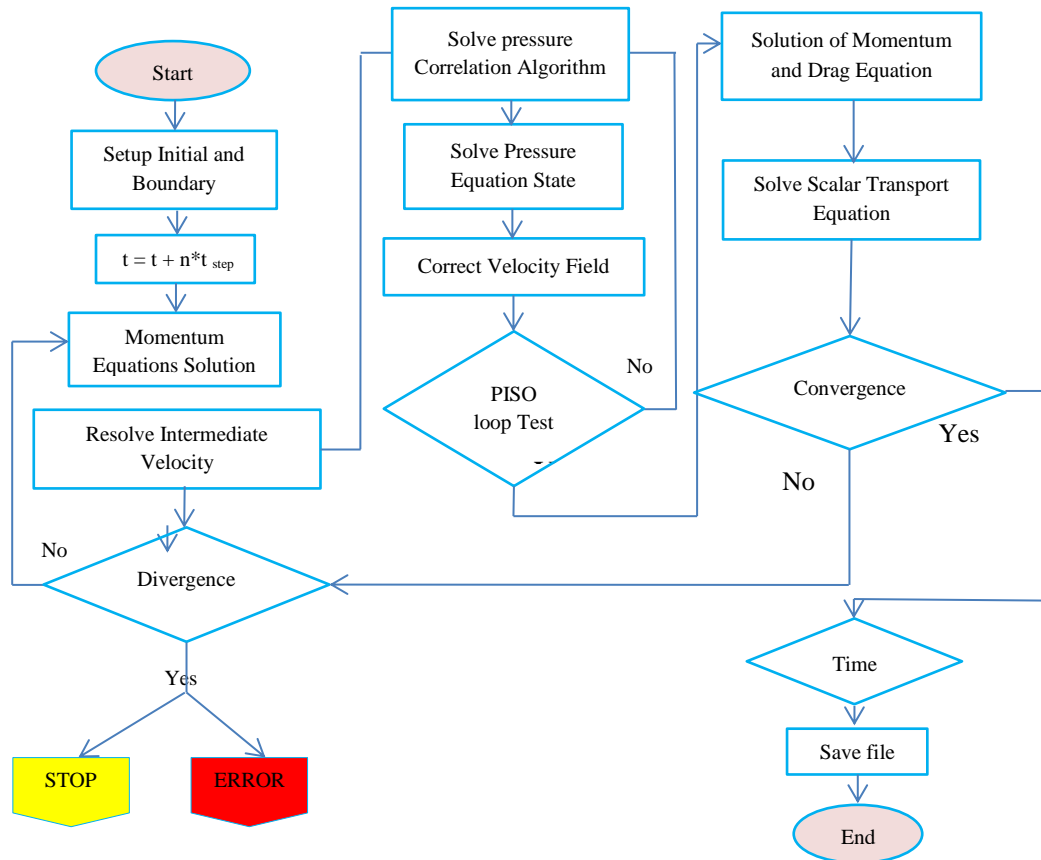 Start
Setup Initial and
Boundary
t = t + n*t step
Momentum
Equations Solution
Resolve Intermediate
Velocity
No
Divergence
Yes
STOP
ERROR
Solve pressure
Correlation Algorithm
Solve Pressure
Equation State
Correct Velocity Field
No
PISO
loop Test
Solution of Momentum
and Drag Equation
Solve Scalar Transport
Equation
Convergence
Yes
No
Time
Save file
End